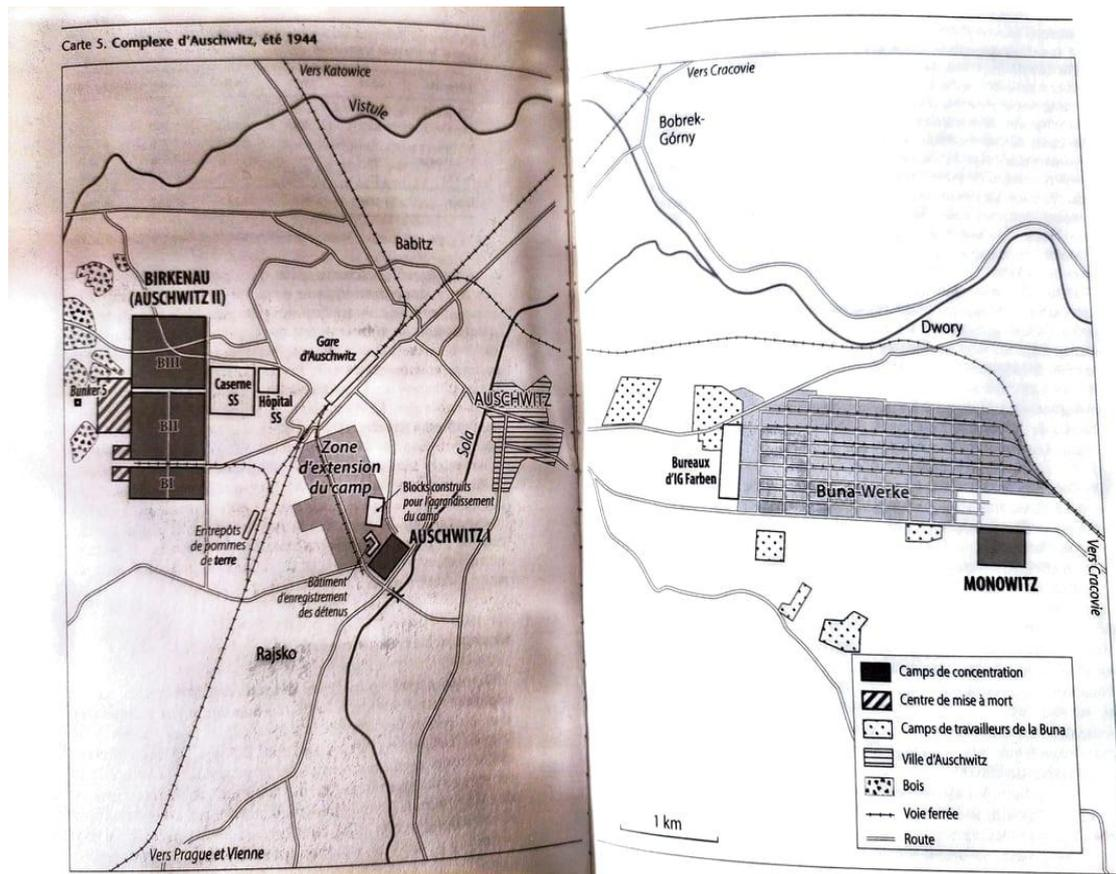 Carte 5. Complexe d'Auschwitz, été 1944
Vers Katowice
Vistule
Babitz
BIRKENAU
(AUSCHWITZ II)
BIII
Gare
d'Auschwitz
Bunker 5
Caserne
SS
Hôpital
SS
BII
BI
AUSCHWITZ
Sola
Zone
d'extension
du camp
Blocks construits
pour l'agrandissement
du camp
AUSCHWITZ I
Entrepôts
de pommes
de terre
Bâtiment
d'enregistrement
des détenus
Rajsko
Vers Prague et Vienne
Vers Cracovie
Bobrek-
Górny
Dwory
Bureaux
d'IG Farben
Buna-Werke
MONOWITZ
Vers Cracovie
Camps de concentration
Centre de mise à mort
Camps de travailleurs de la Buna
Ville d'Auschwitz
Bois
Voie ferrée
Route
1 km